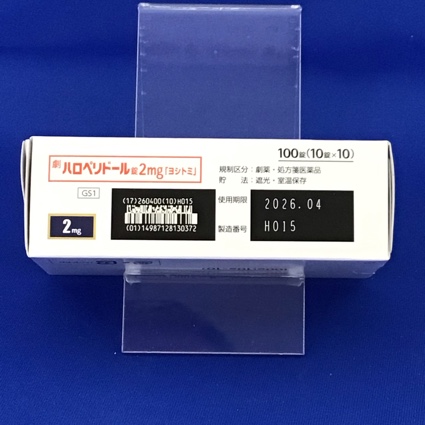 100錠(10錠×10)
劇 ハロペリドール錠2mg「ヨシトミ」
規制区分：劇薬・処方箋医薬品
貯　　法：遮光・室温保存
GS1
(17)260400(10)H015
(01)14987128130372
使用期限 2026.04
製造番号 H015
2mg